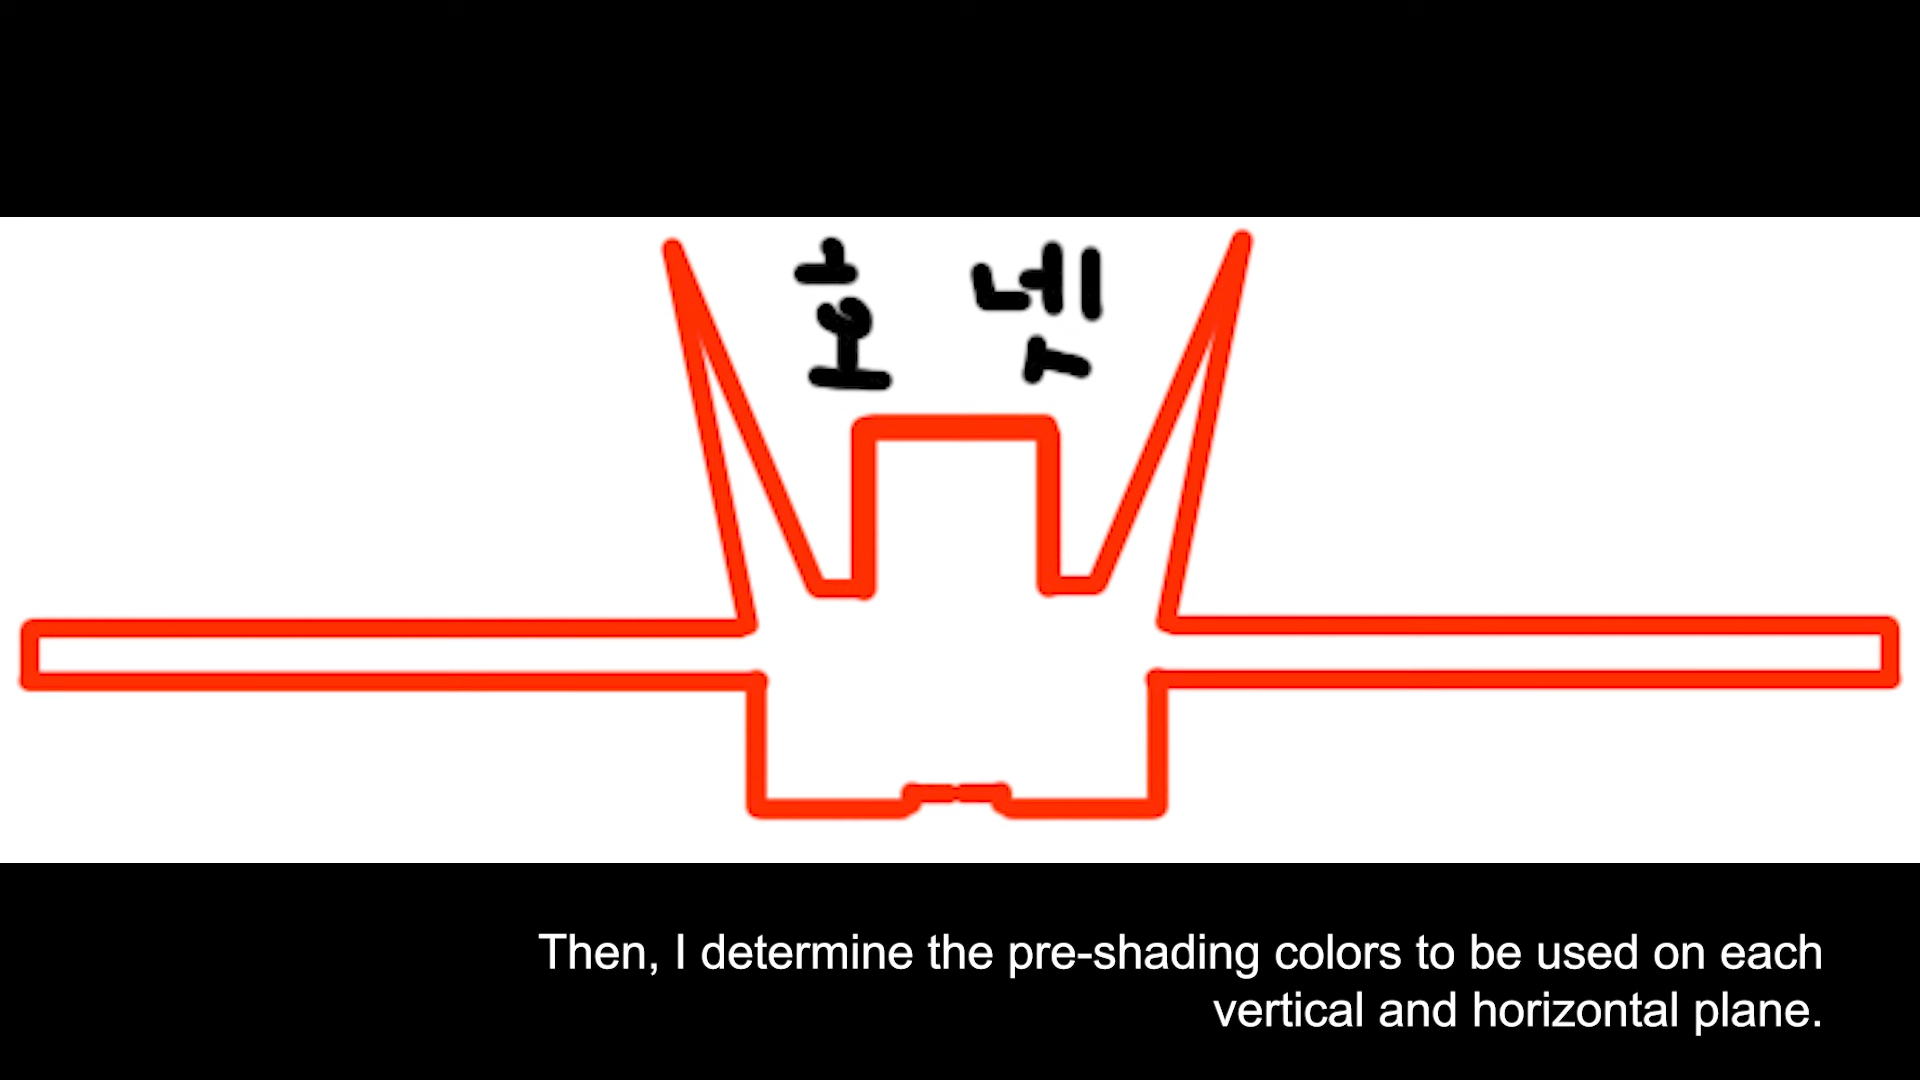 호넷
Then, I determine the pre-shading colors to be used on each
vertical and horizontal plane.